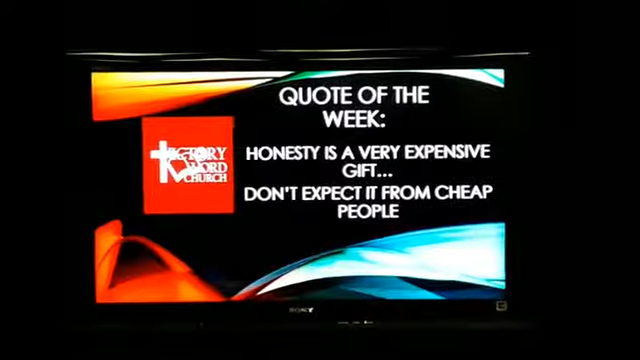 QUOTE OF THE
WEEK:
HONESTY IS A VERY EXPENSIVE
GIFT...
DON'T EXPECT IT FROM CHEAP
PEOPLE
VICTORY
WORD
CHURCH
SONY